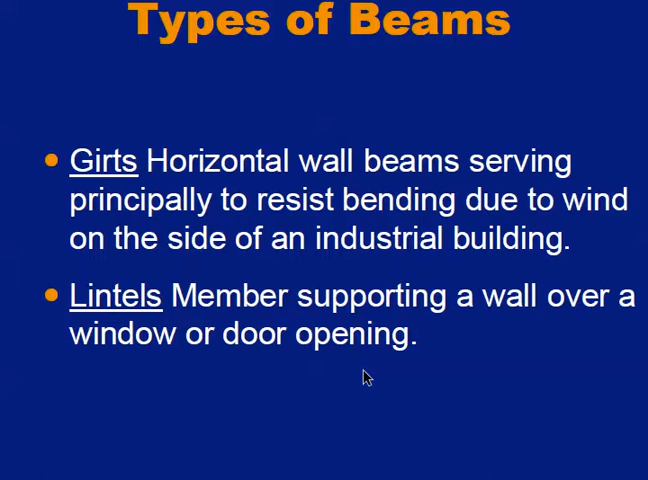 Types of Beams
• Girts Horizontal wall beams serving
principally to resist bending due to wind
on the side of an industrial building.
• Lintels Member supporting a wall over a
window or door opening.